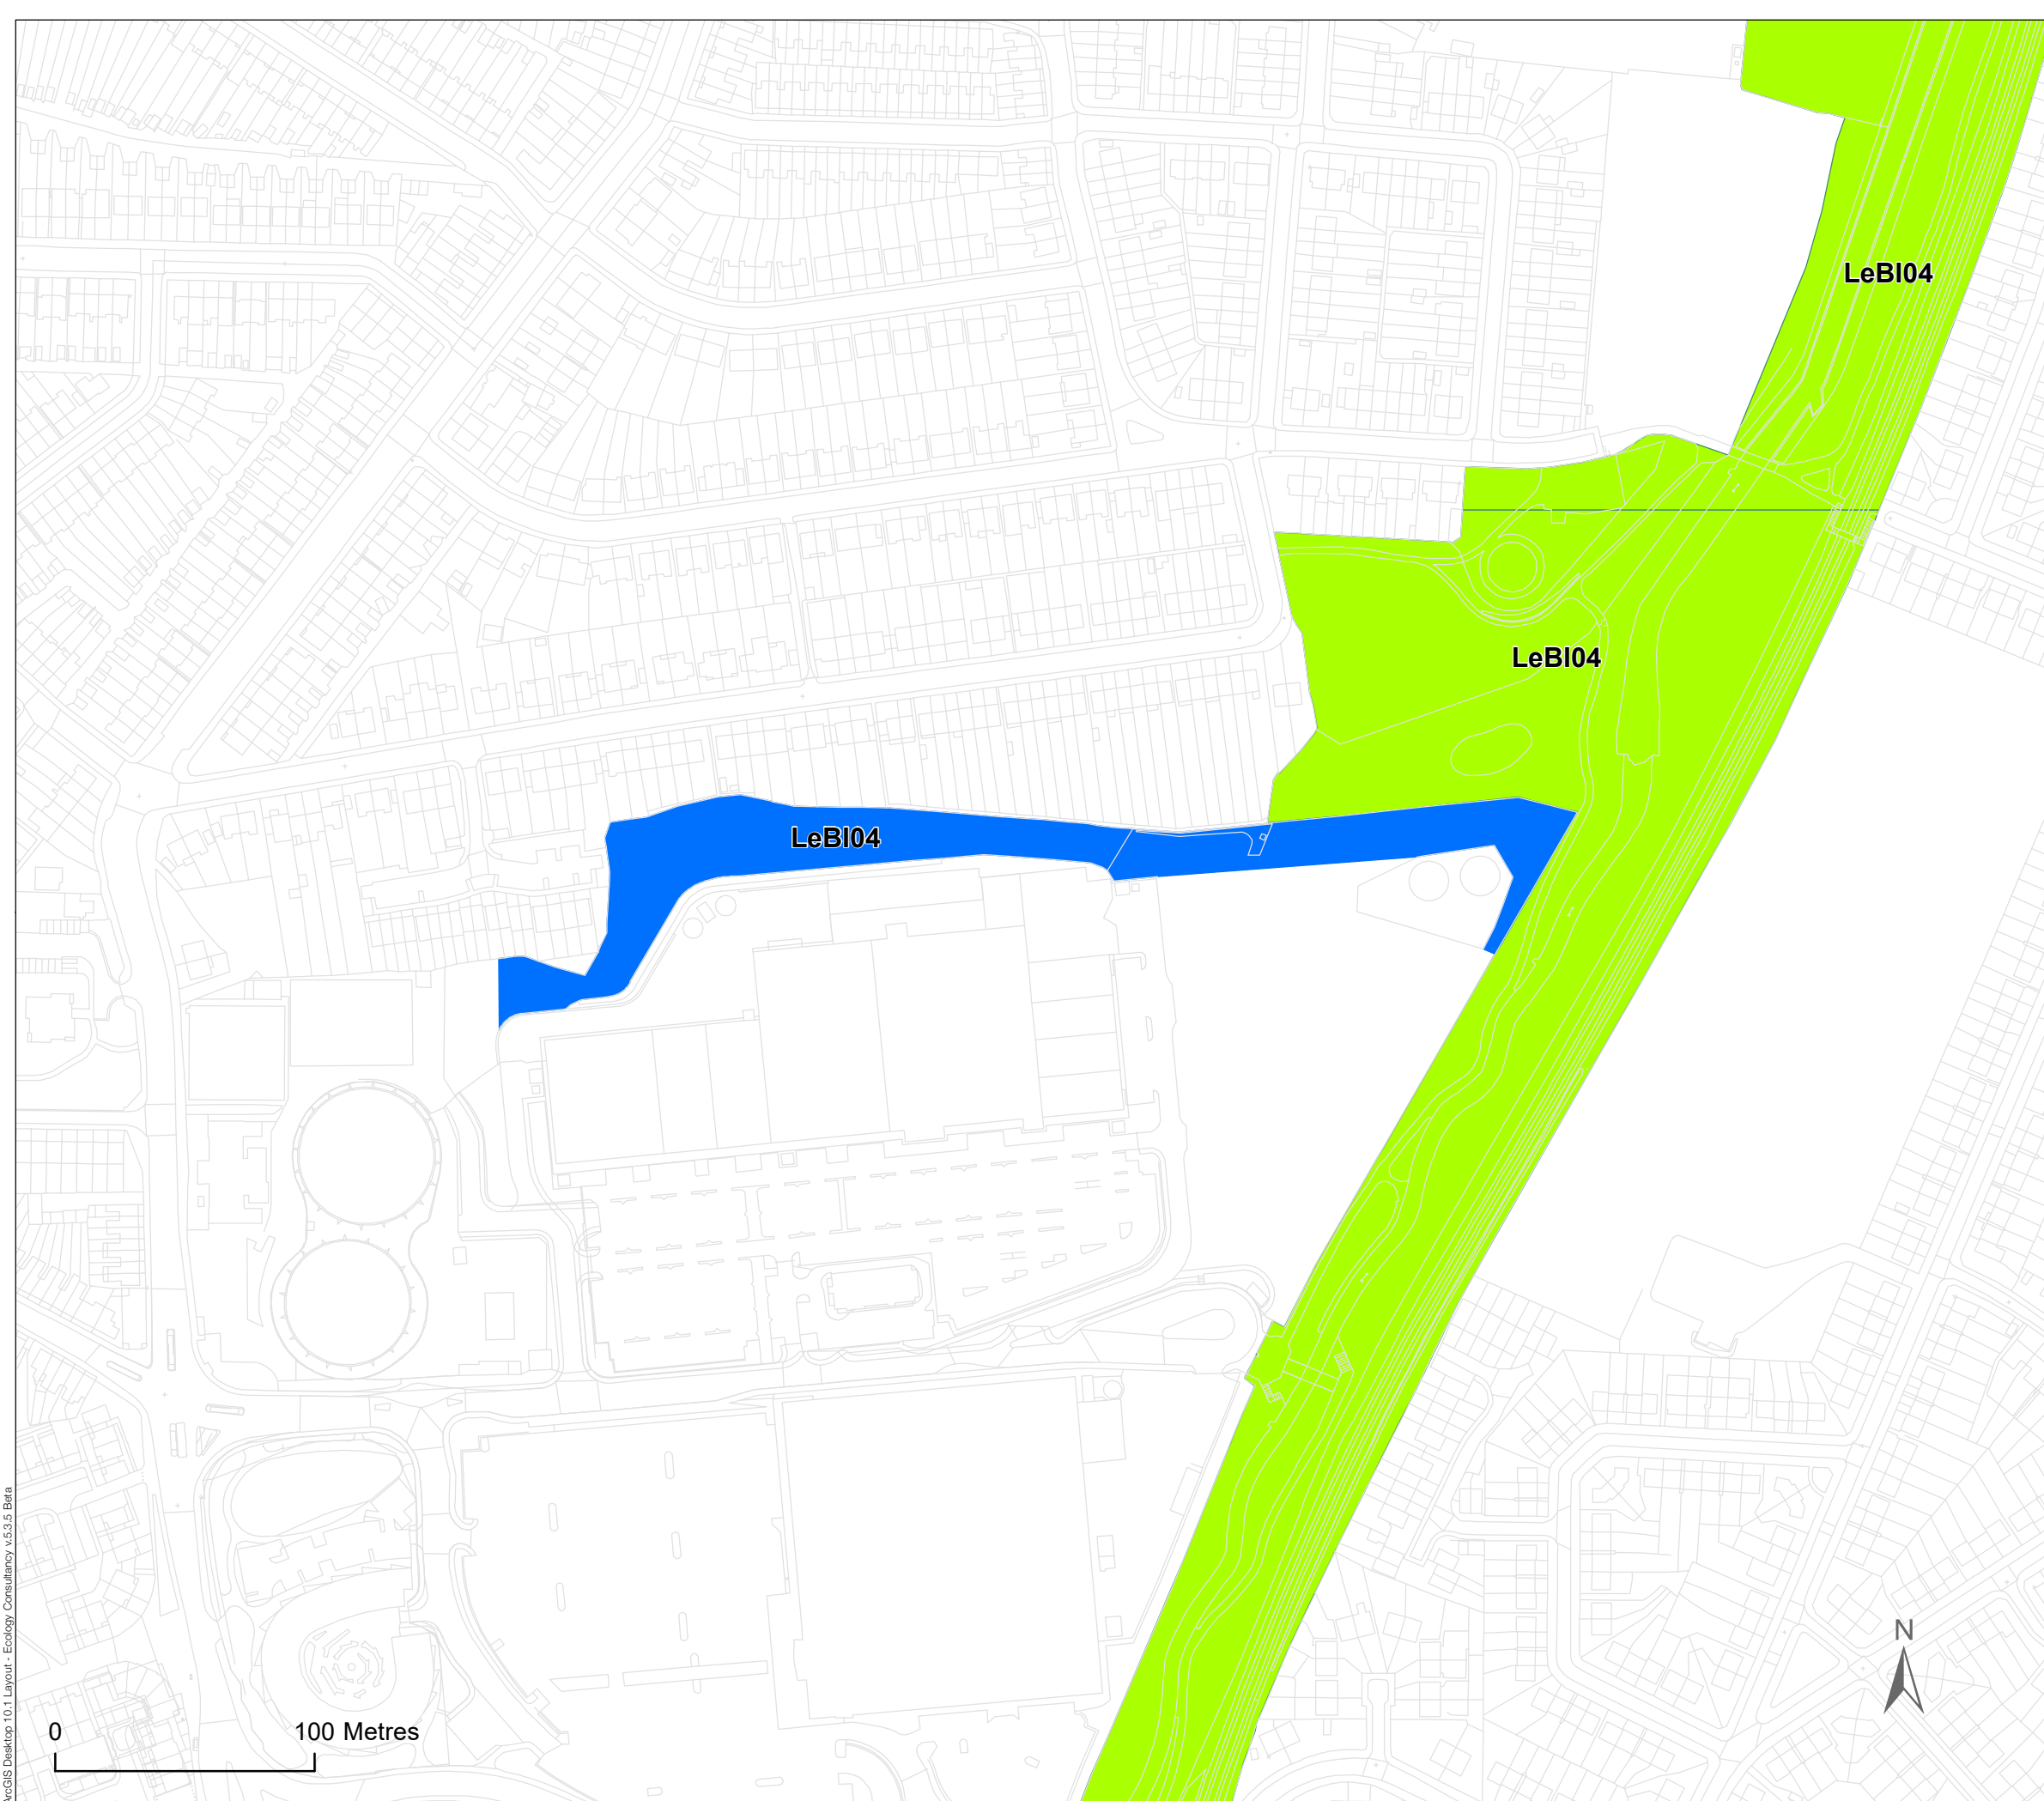 LeBI04
LeBI04
LeBI04
N
0 100 Metres
ArcGIS Desktop 10.1 Layout - Ecology Consultancy v.5.3.5 Beta